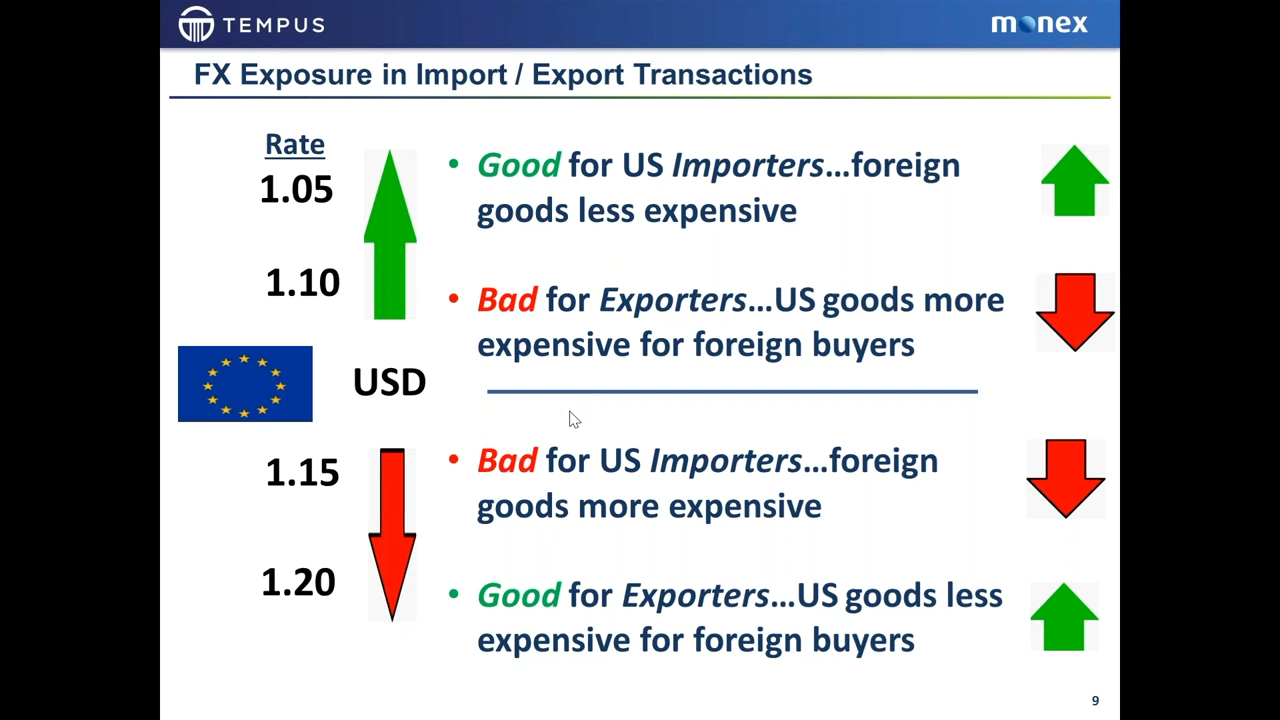 TEMPUS
monex
FX Exposure in Import / Export Transactions
Rate
1.05
1.10
USD
1.15
1.20
• Good for US Importers...foreign
goods less expensive
• Bad for Exporters...US goods more
expensive for foreign buyers
• Bad for US Importers...foreign
goods more expensive
• Good for Exporters...US goods less
expensive for foreign buyers
9